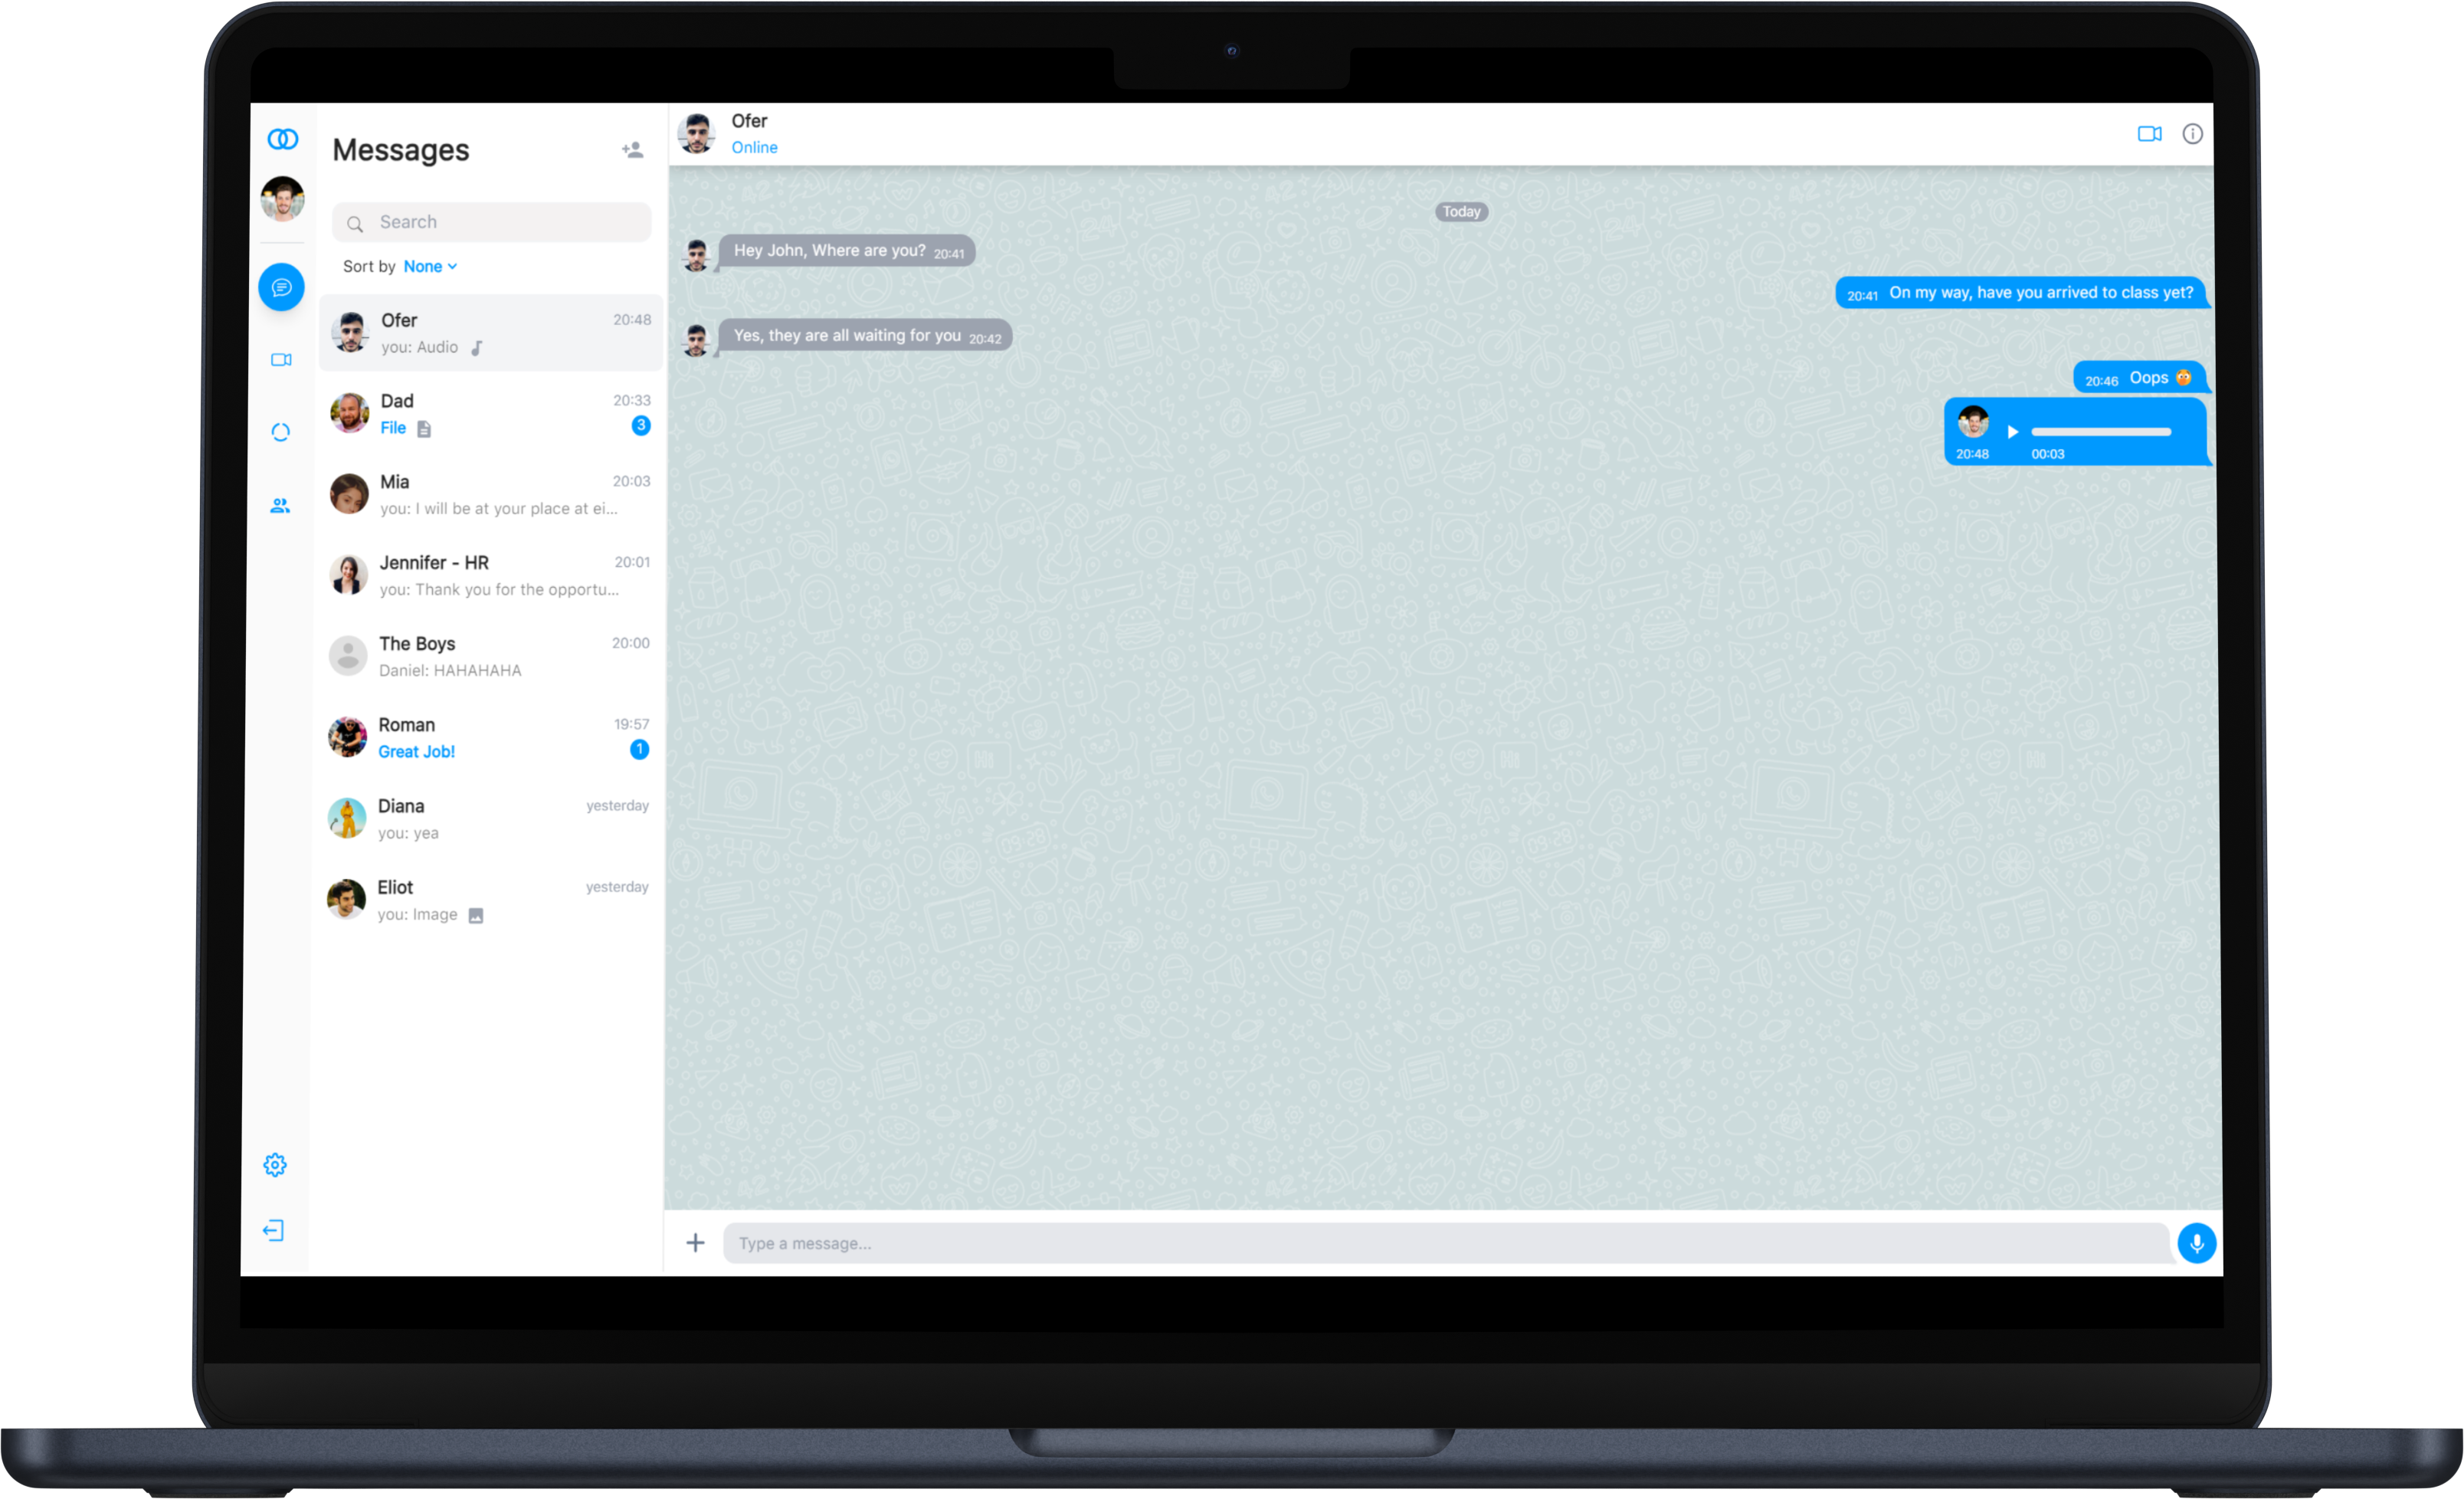 Messages
Search
Sort by None
Ofer 20:48
you: Audio
Dad 20:33
File 3
Mia 20:03
you: I will be at your place at ei...
Jennifer - HR 20:01
you: Thank you for the opportu...
The Boys 20:00
Daniel: HAHAHAHA
Roman 19:57
Great Job! 1
Diana yesterday
you: yea
Eliot yesterday
you: Image
Ofer
Online
Today
Hey John, Where are you? 20:41
20:41 On my way, have you arrived to class yet?
Yes, they are all waiting for you 20:42
20:46 Oops 🫣
20:48 00:03
Type a message...